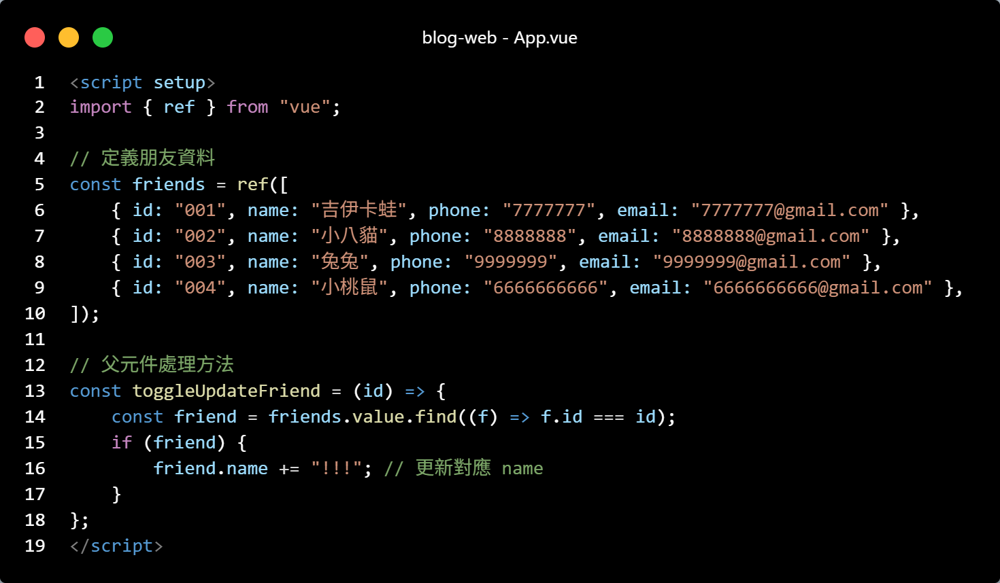 blog-web - App.vue
1 <script setup>
2 import { ref } from "vue";
3
4 // 定義朋友資料
5 const friends = ref([
6     { id: "001", name: "吉伊卡蛙", phone: "7777777", email: "7777777@gmail.com" },
7     { id: "002", name: "小八貓", phone: "8888888", email: "8888888@gmail.com" },
8     { id: "003", name: "兔兔", phone: "9999999", email: "9999999@gmail.com" },
9     { id: "004", name: "小桃鼠", phone: "6666666666", email: "6666666666@gmail.com" },
10 ]);
11
12 // 父元件處理方法
13 const toggleUpdateFriend = (id) => {
14     const friend = friends.value.find((f) => f.id === id);
15     if (friend) {
16         friend.name += "!!!"; // 更新對應 name
17     }
18 };
19 </script>